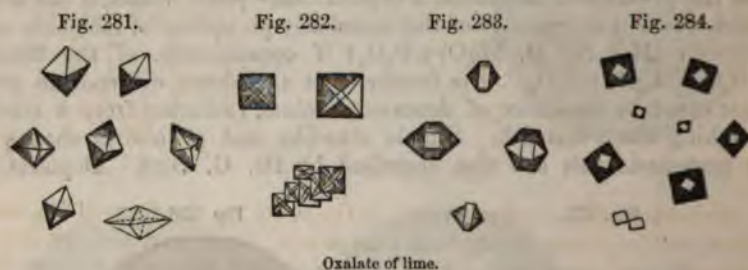 Fig. 281. Fig. 282. Fig. 283. Fig. 284.
Oxalate of lime.